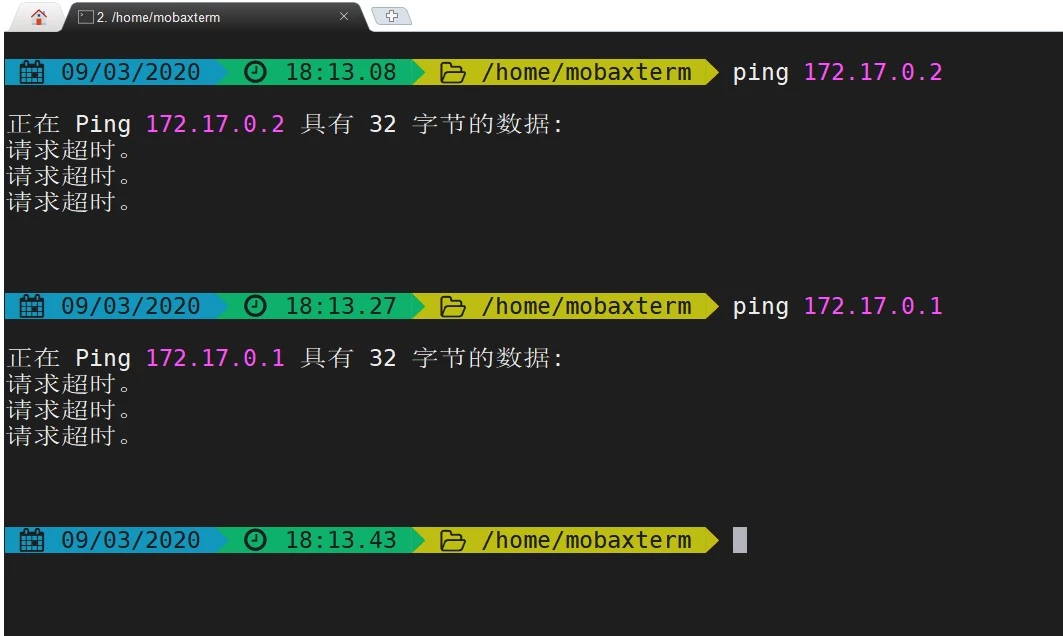 2. /home/mobaxterm
09/03/2020 18:13.08 /home/mobaxterm ping 172.17.0.2
正在 Ping 172.17.0.2 具有 32 字节的数据:
请求超时。
请求超时。
请求超时。
09/03/2020 18:13.27 /home/mobaxterm ping 172.17.0.1
正在 Ping 172.17.0.1 具有 32 字节的数据:
请求超时。
请求超时。
请求超时。
09/03/2020 18:13.43 /home/mobaxterm